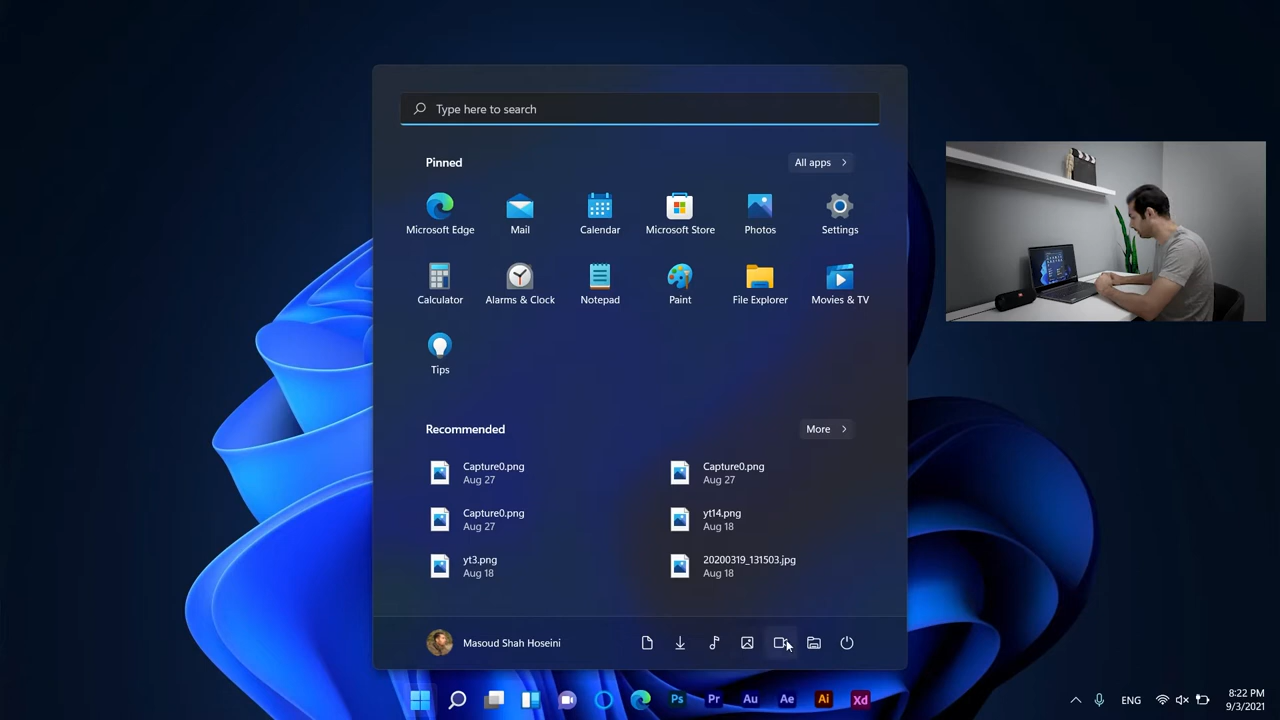 Type here to search
Pinned
All apps
Microsoft Edge
Mail
Calendar
Microsoft Store
Photos
Settings
Calculator
Alarms & Clock
Notepad
Paint
File Explorer
Movies & TV
Tips
Recommended
More
Capture0.png
Aug 27
Capture0.png
Aug 27
Capture0.png
Aug 27
yt14.png
Aug 18
yt3.png
Aug 18
20200319_131503.jpg
Aug 18
Masoud Shah Hoseini
Ps
Pr
Au
Ae
Ai
Xd
ENG
8:22 PM
9/3/2021